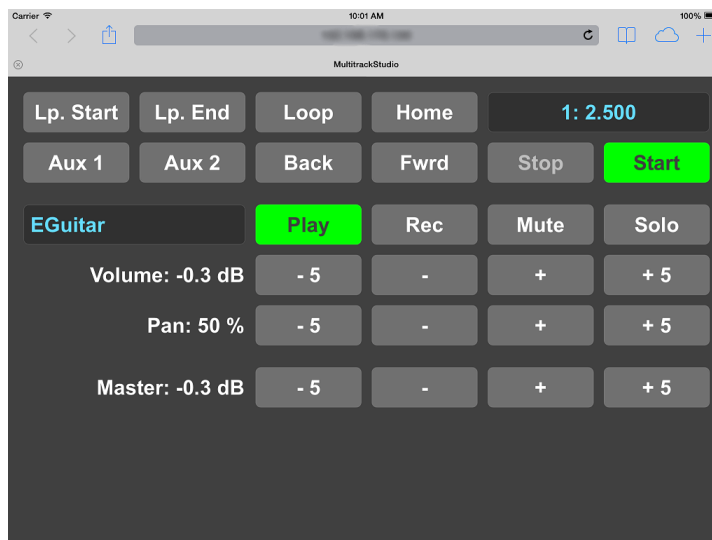 Carrier 10:01 AM 100%
MultitrackStudio
Lp. Start Lp. End Loop Home 1: 2.500
Aux 1 Aux 2 Back Fwrd Stop Start
EGuitar Play Rec Mute Solo
Volume: -0.3 dB - 5 - + + 5
Pan: 50 % - 5 - + + 5
Master: -0.3 dB - 5 - + + 5